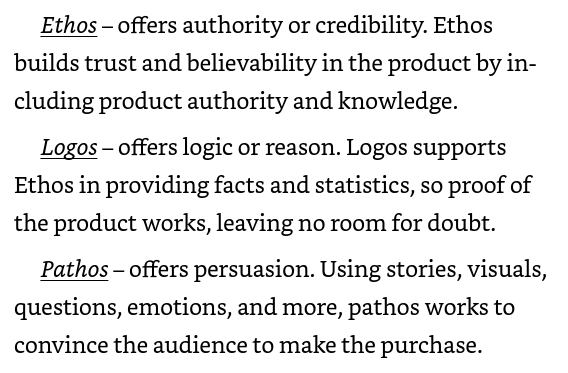 Ethos – offers authority or credibility. Ethos
builds trust and believability in the product by in-
cluding product authority and knowledge.
Logos – offers logic or reason. Logos supports
Ethos in providing facts and statistics, so proof of
the product works, leaving no room for doubt.
Pathos – offers persuasion. Using stories, visuals,
questions, emotions, and more, pathos works to
convince the audience to make the purchase.